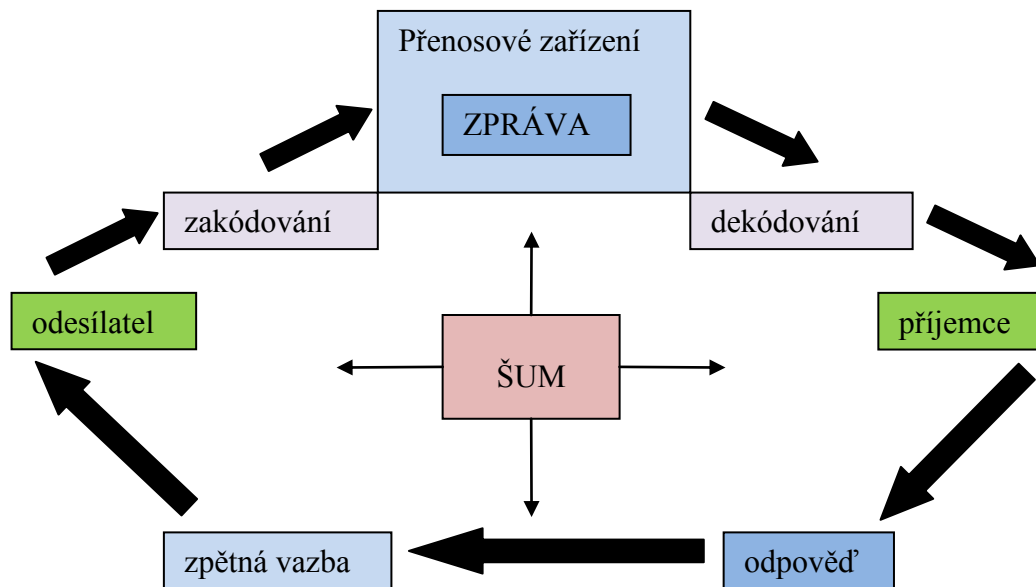 Přenosové zařízení
ZPRÁVA
zakódování
dekódování
odesílatel
příjemce
ŠUM
zpětná vazba
odpověď